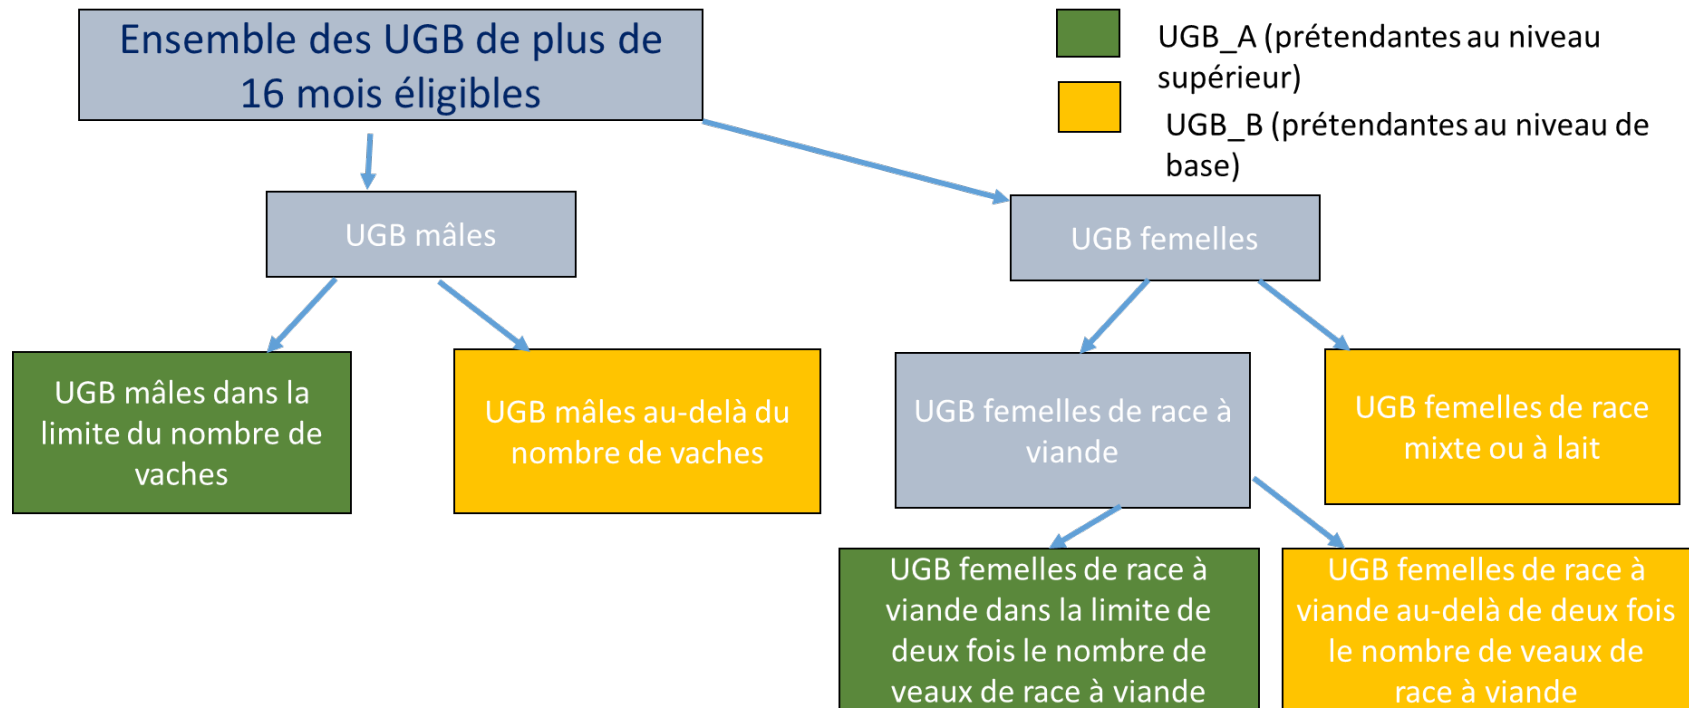 Ensemble des UGB de plus de
16 mois éligibles
UGB_A (prétendantes au niveau
supérieur)
UGB_B (prétendantes au niveau de
base)
UGB mâles
UGB femelles
UGB mâles dans la
limite du nombre de
vaches
UGB mâles au-delà du
nombre de vaches
UGB femelles de race à
viande
UGB femelles de race
mixte ou à lait
UGB femelles de race à
viande dans la limite de
deux fois le nombre de
veaux de race à viande
UGB femelles de race à
viande au-delà de deux fois
le nombre de veaux de
race à viande